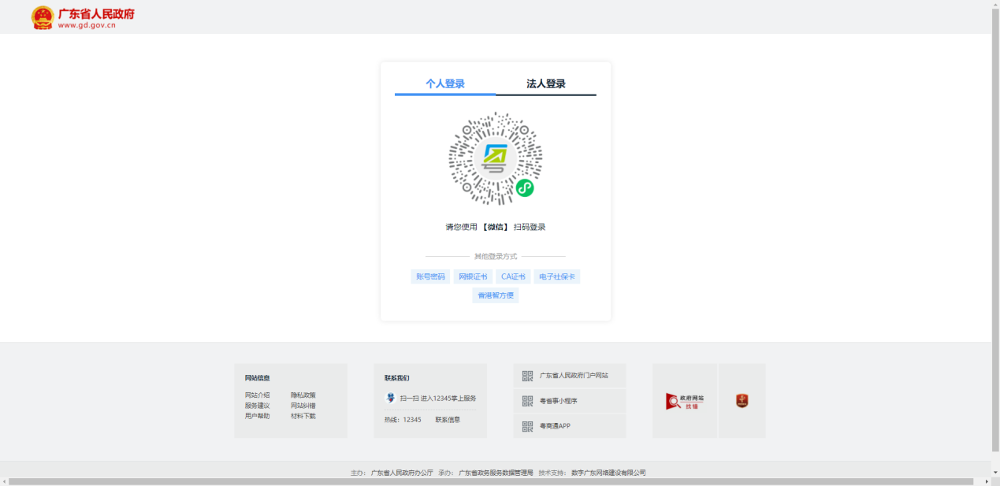 广东省人民政府
www.gd.gov.cn
个人登录 法人登录
请您使用【微信】扫码登录
其他登录方式
账号密码 网银证书 CA证书 电子社保卡
香港智方便
网站信息
网站介绍 隐私政策
服务建议 网站纠错
用户帮助 材料下载
联系我们
扫一扫 进入12345掌上服务
热线：12345 联系信息
广东省人民政府门户网站
粤省事小程序
粤商通APP
政府网站
找错
主办： 广东省人民政府办公厅 承办： 广东省政务服务数据管理局 技术支持： 数字广东网络建设有限公司